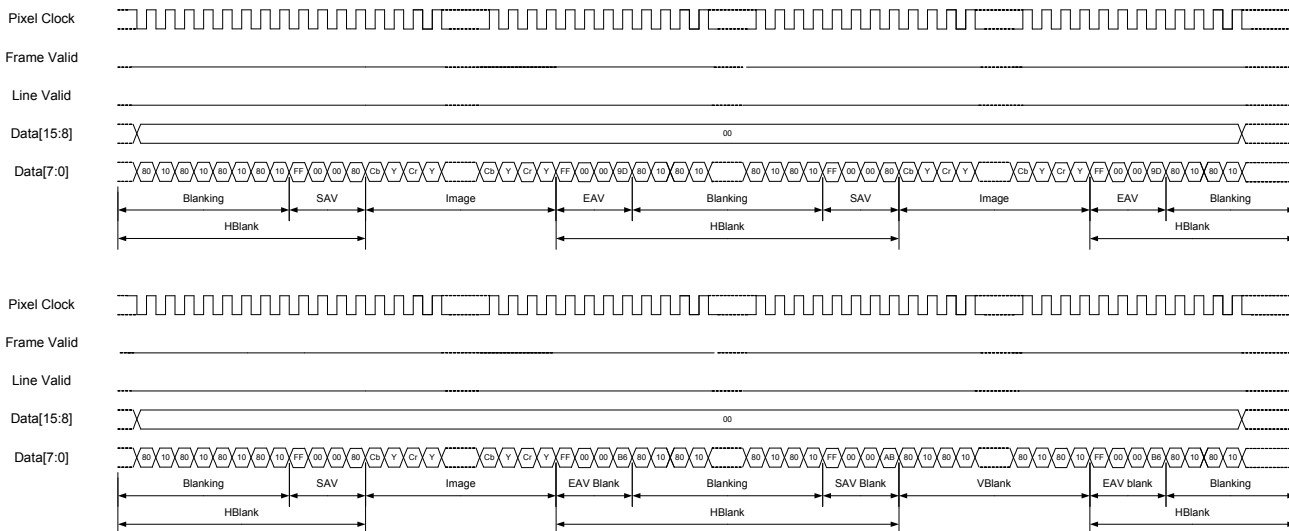 Pixel Clock
Frame Valid
Line Valid
Data[15:8] 00
Data[7:0] 80 10 80 10 80 10 80 10 FF 00 00 80 Cb Y Cr Y Cb Y Cr Y FF 00 00 9D 80 10 80 10 80 10 80 10 FF 00 00 80 Cb Y Cr Y Cb Y Cr Y FF 00 00 9D 80 10 80 10
Blanking SAV Image EAV Blanking SAV Image EAV Blanking
HBlank HBlank HBlank
Pixel Clock
Frame Valid
Line Valid
Data[15:8] 00
Data[7:0] 80 10 80 10 80 10 80 10 FF 00 00 80 Cb Y Cr Y Cb Y Cr Y FF 00 00 B6 80 10 80 10 80 10 80 10 FF 00 00 AB 80 10 80 10 80 10 80 10 FF 00 00 B6 80 10 80 10
Blanking SAV Image EAV Blank Blanking SAV Blank VBlank EAV blank Blanking
HBlank HBlank HBlank